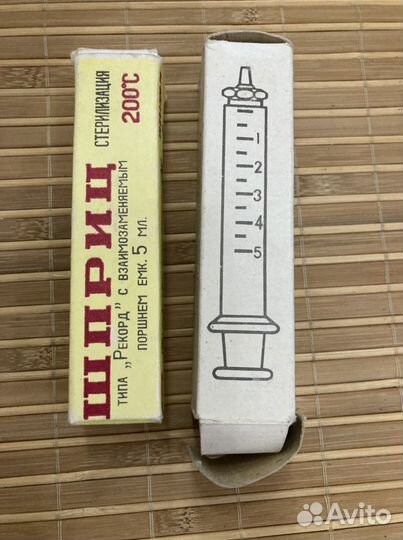 ШПРИЦ
СТЕРИЛИЗАЦИЯ
200°С
ТИПА „РЕКОРД" С ВЗАИМОЗАМЕНЯЕМЫМ
ПОРШНЕМ ЕМК. 5 МЛ.
1
2
3
4
5
Avito